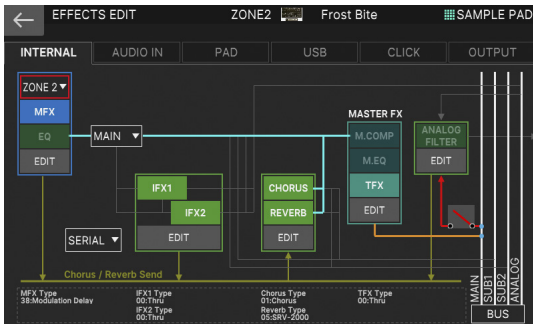 EFFECTS EDIT ZONE2 Frost Bite SAMPLE PAD
INTERNAL AUDIO IN PAD USB CLICK OUTPUT
ZONE 2▼
MFX
EQ
EDIT
MAIN ▼
IFX1
IFX2
EDIT
SERIAL ▼
CHORUS
REVERB
EDIT
MASTER FX
M.COMP
M.EQ
TFX
EDIT
ANALOG
FILTER
EDIT
Chorus / Reverb Send
MFX Type
38:Modulation Delay
IFX1 Type
00:Thru
IFX2 Type
00:Thru
Chorus Type
01:Chorus
Reverb Type
05:SRV-2000
TFX Type
00:Thru
MAIN
SUB1
SUB2
ANALOG
BUS